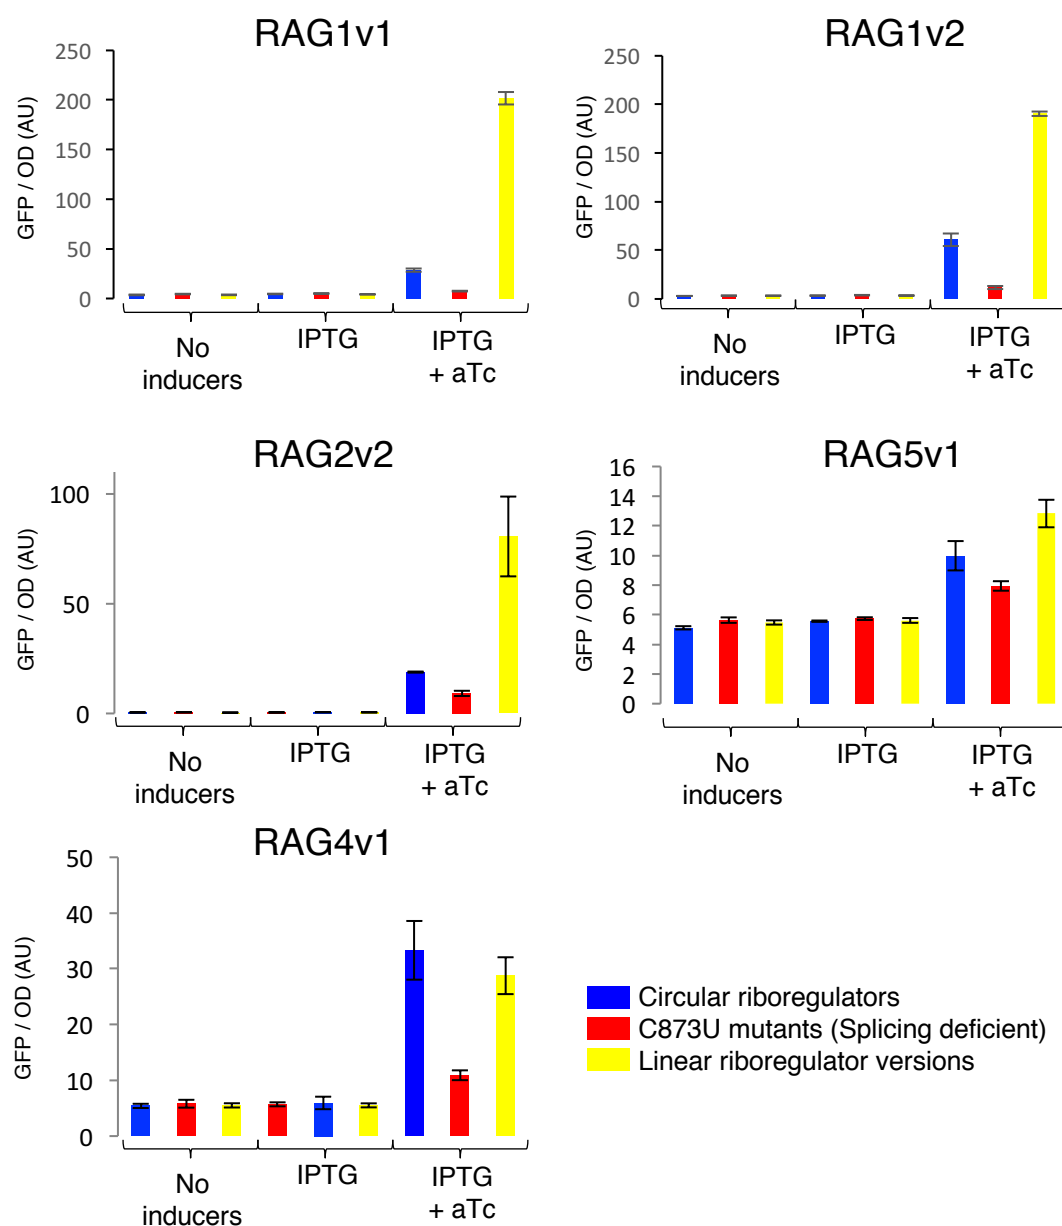 RAG1v1
GFP / OD (AU)
250
200
150
100
50
0
No
inducers
IPTG
IPTG
+ aTc
RAG1v2
GFP / OD (AU)
250
200
150
100
50
0
No
inducers
IPTG
IPTG
+ aTc
RAG2v2
GFP / OD (AU)
100
50
0
No
inducers
IPTG
IPTG
+ aTc
RAG5v1
GFP / OD (AU)
16
14
12
10
8
6
4
2
0
No
inducers
IPTG
IPTG
+ aTc
RAG4v1
GFP / OD (AU)
50
40
30
20
10
0
No
inducers
IPTG
IPTG
+ aTc
Circular riboregulators
C873U mutants (Splicing deficient)
Linear riboregulator versions